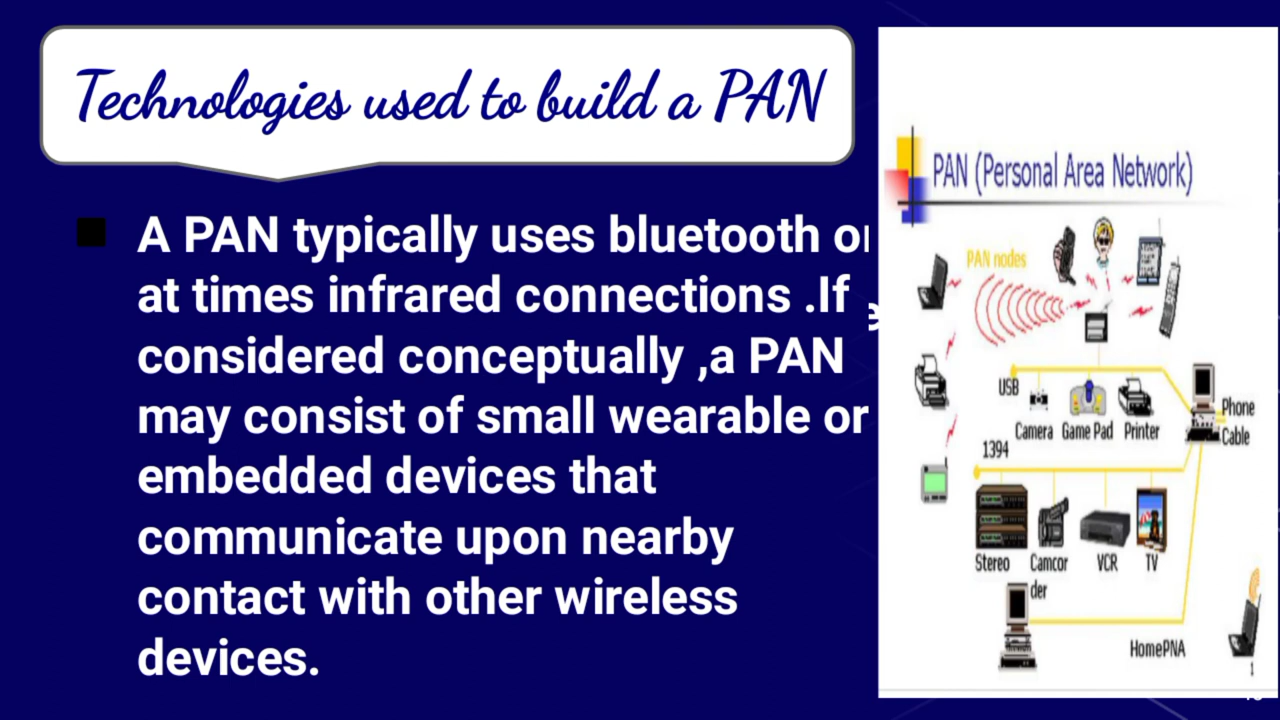 Technologies used to build a PAN
A PAN typically uses bluetooth or
at times infrared connections .If
considered conceptually ,a PAN
may consist of small wearable or
embedded devices that
communicate upon nearby
contact with other wireless
devices.
PAN (Personal Area Network)
PAN nodes
USB
Camera
Game Pad
Printer
Phone
Cable
1394
Stereo
Camcor
der
VCR
TV
HomePNA
1